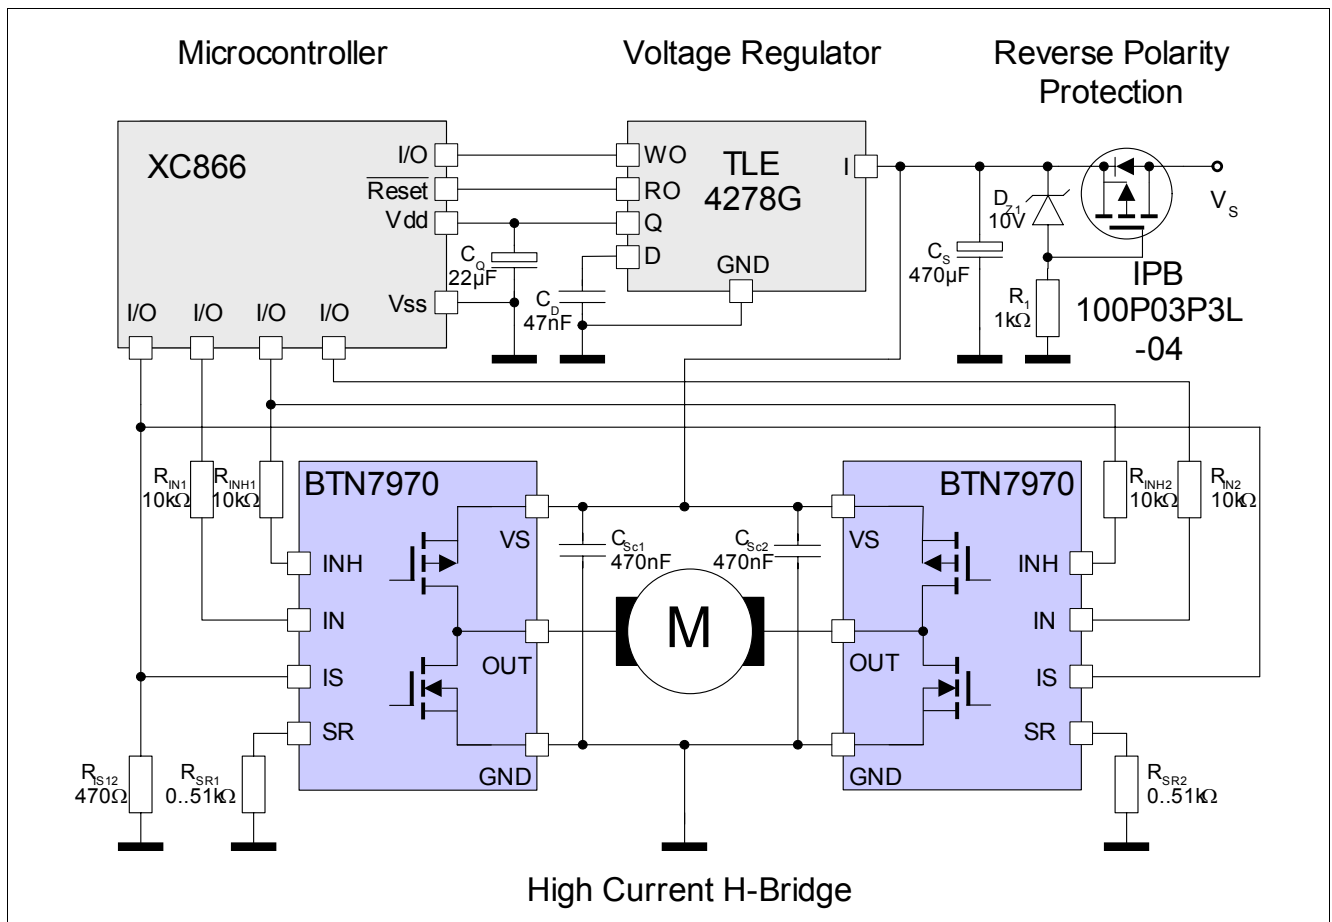 Microcontroller
Voltage Regulator
Reverse Polarity
Protection
XC866
I/O
Reset
Vdd
Vss
I/O
I/O
I/O
I/O
WO
RO
Q
D
TLE
4278G
I
GND
C_Q
22µF
C_D
47nF
C_S
470µF
D_Z1
10V
R_1
1kΩ
V_S
IPB
100P03P3L
-04
R_IN1
10kΩ
R_INH1
10kΩ
BTN7970
VS
INH
IN
IS
SR
OUT
GND
C_Sc1
470nF
C_Sc2
470nF
M
BTN7970
VS
INH
IN
IS
SR
OUT
GND
R_INH2
10kΩ
R_IN2
10kΩ
R_IS12
470Ω
R_SR1
0..51kΩ
R_SR2
0..51kΩ
High Current H-Bridge